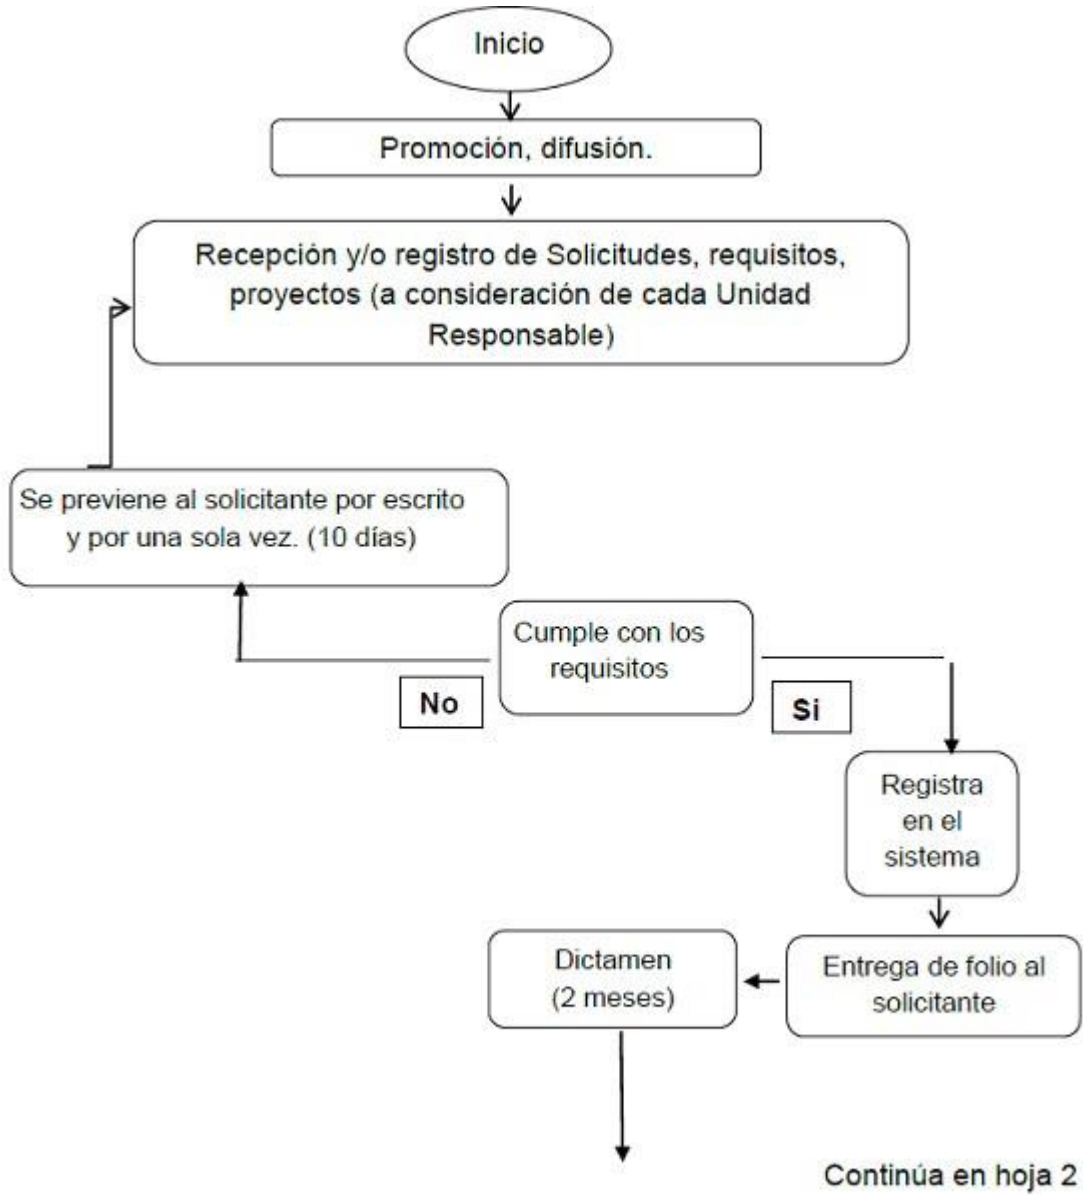 Inicio
Promoción, difusión.
Recepción y/o registro de Solicitudes, requisitos,
proyectos (a consideración de cada Unidad
Responsable)
Se previene al solicitante por escrito
y por una sola vez. (10 días)
Cumple con los
requisitos
No
Si
Registra
en el
sistema
Entrega de folio al
solicitante
Dictamen
(2 meses)
Continúa en hoja 2